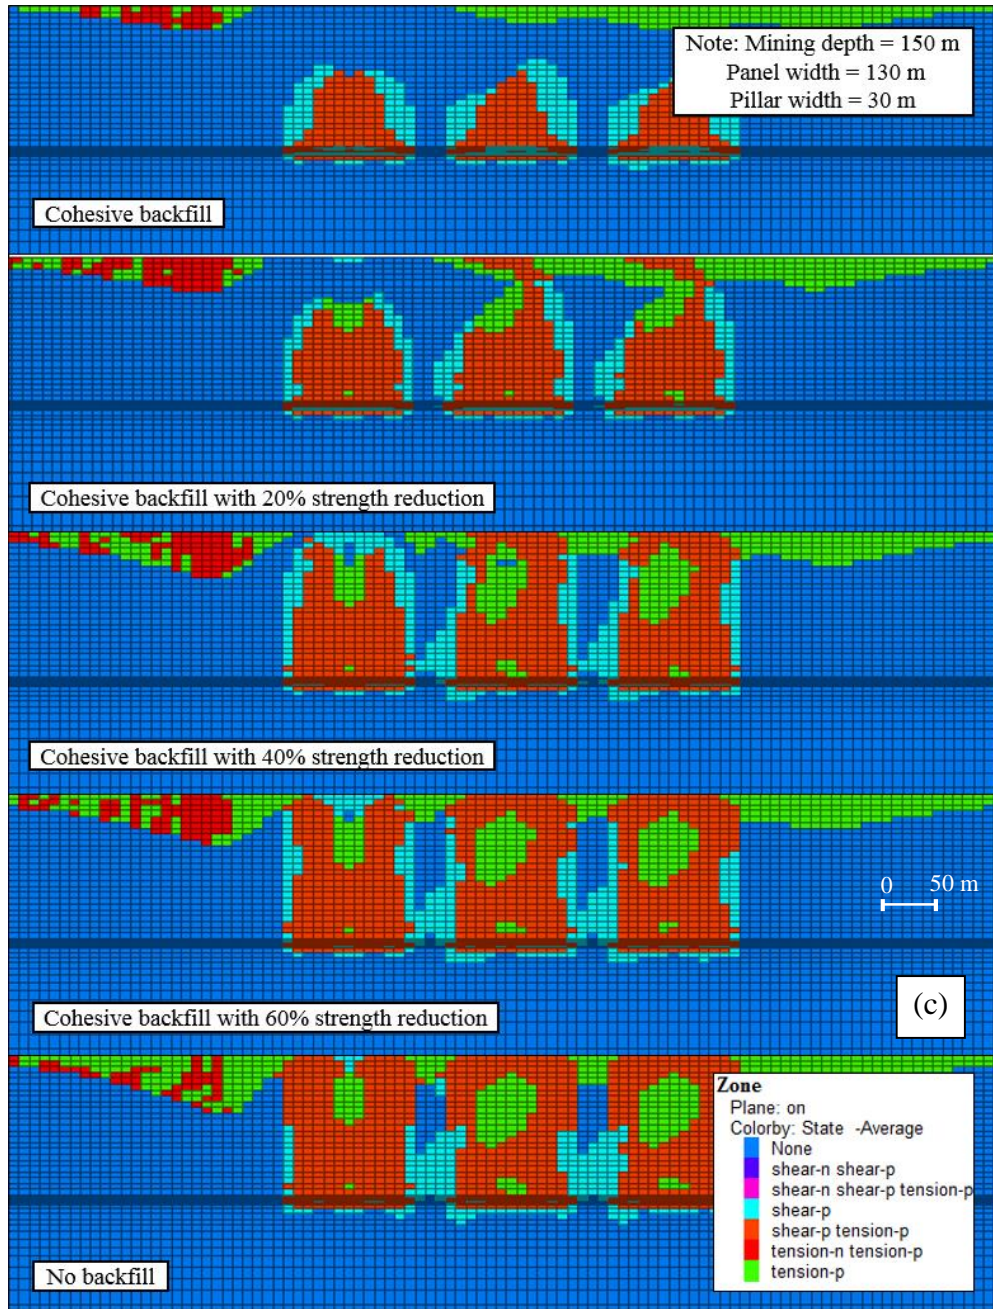 Note: Mining depth = 150 m
Panel width = 130 m
Pillar width = 30 m
Cohesive backfill
Cohesive backfill with 20% strength reduction
Cohesive backfill with 40% strength reduction
0 50 m
(c)
Cohesive backfill with 60% strength reduction
Zone
Plane: on
Colorby: State -Average
None
shear-n shear-p
shear-n shear-p tension-p
shear-p
shear-p tension-p
tension-n tension-p
tension-p
No backfill